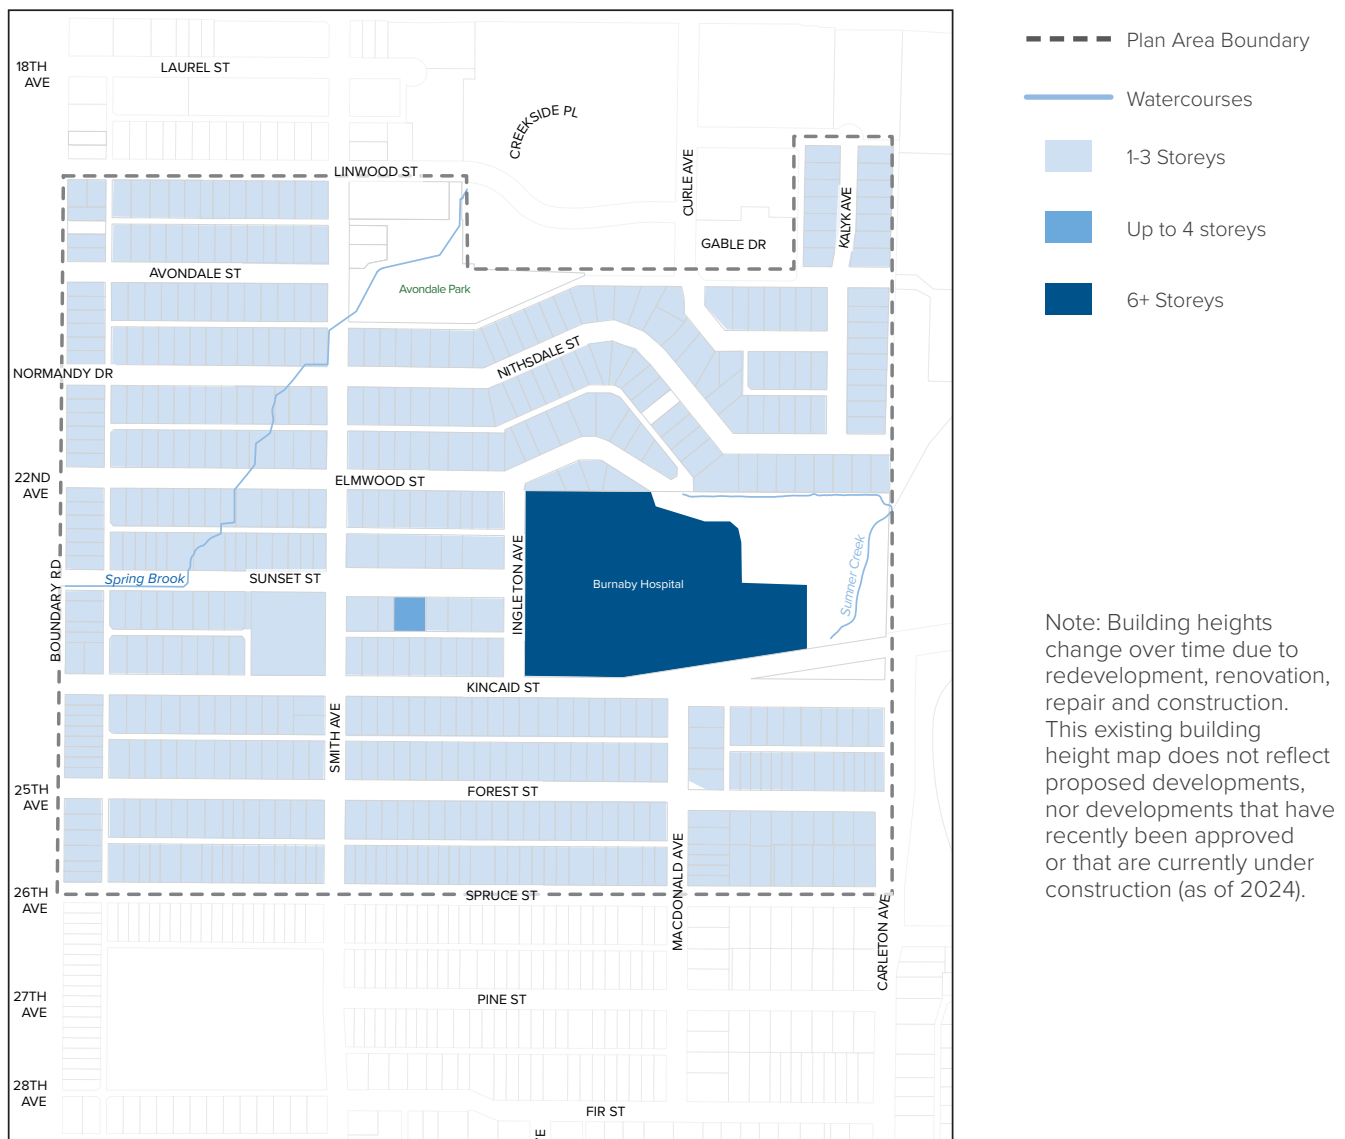 18TH
AVE
LAUREL ST
CREEKSIDE PL
LINWOOD ST
CURLE AVE
KALYK AVE
GABLE DR
AVONDALE ST
Avondale Park
NITHSDALE ST
NORMANDY DR
22ND
AVE
ELMWOOD ST
BOUNDARY RD
Spring Brook
SUNSET ST
INGLETON AVE
Burnaby Hospital
Sumner Creek
KINCAID ST
SMITH AVE
25TH
AVE
FOREST ST
MACDONALD AVE
26TH
AVE
SPRUCE ST
CARLETON AVE
27TH
AVE
PINE ST
28TH
AVE
FIR ST
VE
Plan Area Boundary
Watercourses
1-3 Storeys
Up to 4 storeys
6+ Storeys
Note: Building heights
change over time due to
redevelopment, renovation,
repair and construction.
This existing building
height map does not reflect
proposed developments,
nor developments that have
recently been approved
or that are currently under
construction (as of 2024).